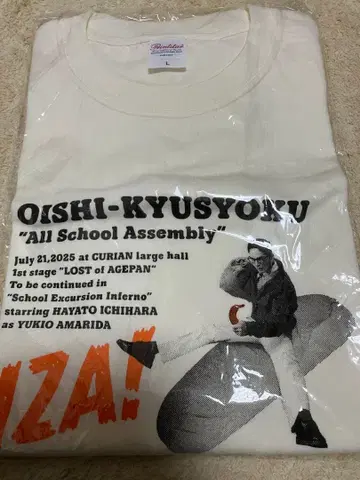 L
OISHI-KYUSYOKU
"All School Assembly"
July 21,2025 at CURIAN large hall
1st stage "LOST of AGEPAN"
To be continued in
"School Excursion Inferno"
starring HAYATO ICHIHARA
as YUKIO AMARIDA
ZA!